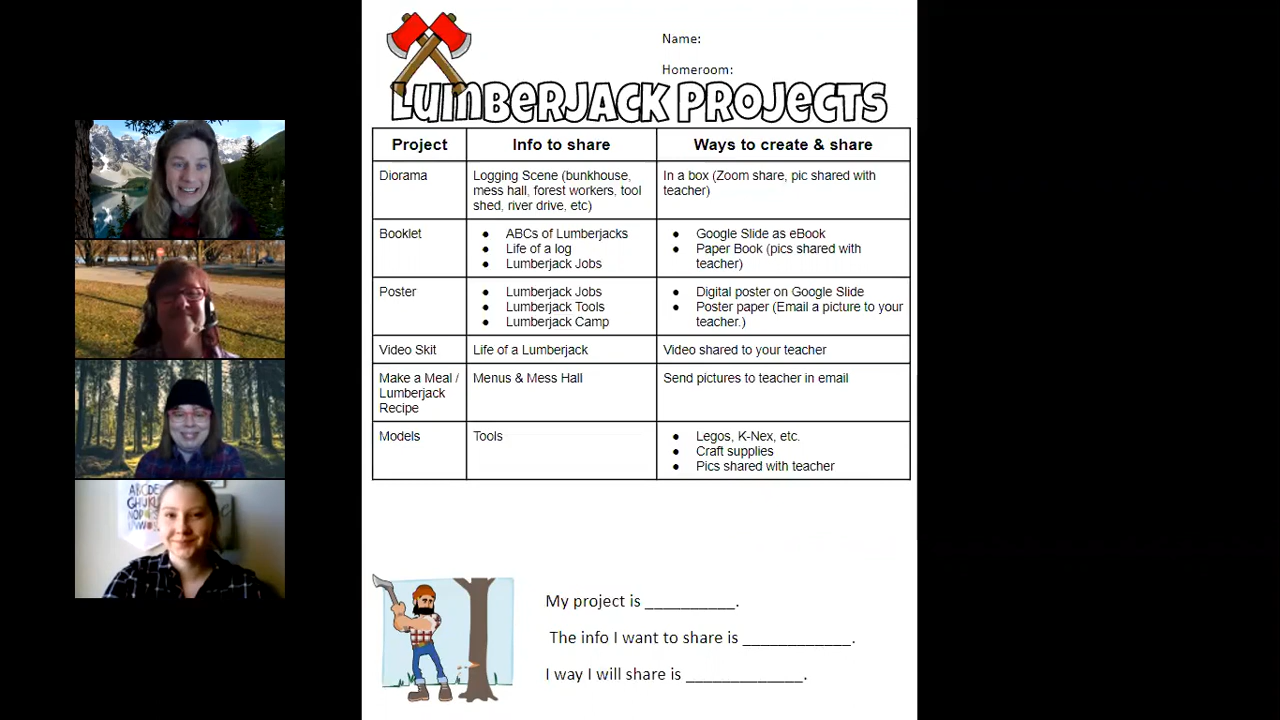 Name:
Homeroom:
Lumberjack Projects
Project Info to share Ways to create & share
Diorama
Logging Scene (bunkhouse,
mess hall, forest workers, tool
shed, river drive, etc)
In a box (Zoom share, pic shared with
teacher)
Booklet
● ABCs of Lumberjacks
● Life of a log
● Lumberjack Jobs
● Google Slide as eBook
● Paper Book (pics shared with
teacher)
Poster
● Lumberjack Jobs
● Lumberjack Tools
● Lumberjack Camp
● Digital poster on Google Slide
● Poster paper (Email a picture to your
teacher.)
Video Skit
Life of a Lumberjack
Video shared to your teacher
Make a Meal /
Lumberjack
Recipe
Menus & Mess Hall
Send pictures to teacher in email
Models
Tools
● Legos, K-Nex, etc.
● Craft supplies
● Pics shared with teacher
My project is __________.
The info I want to share is ____________.
I way I will share is _____________.
ABCDE